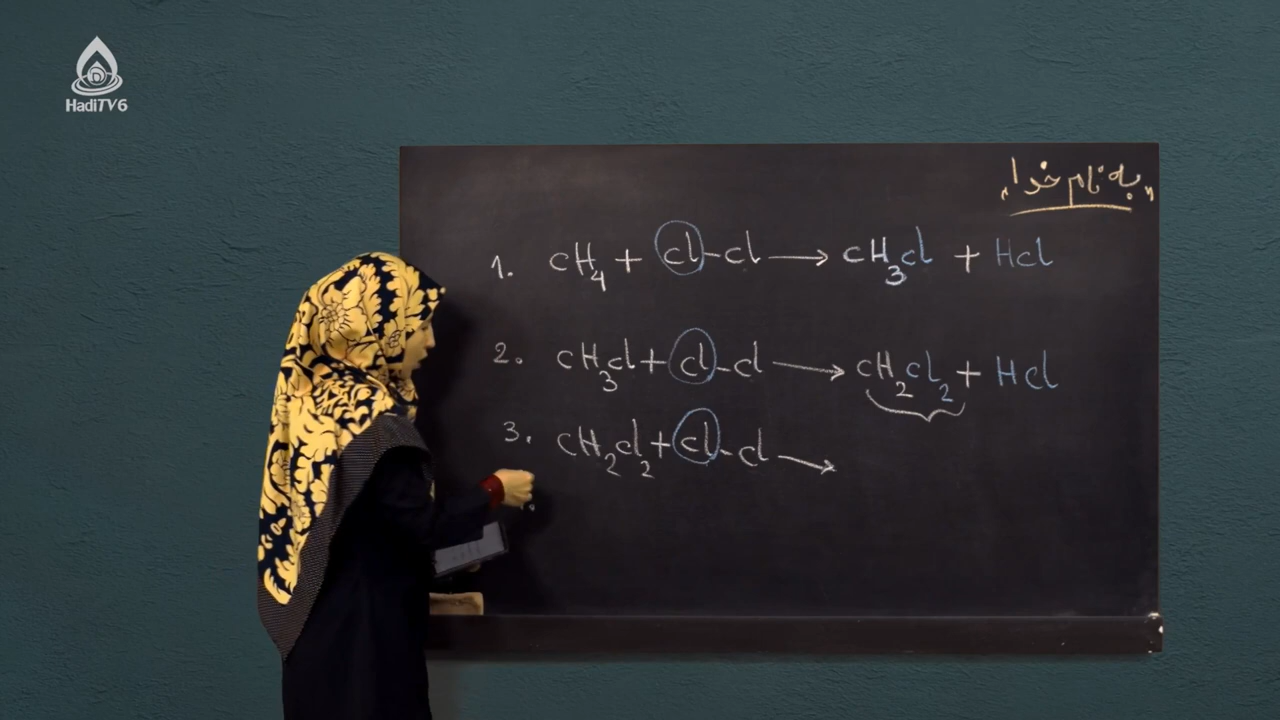 HadiTV6
"به نام خدا"
1. CH4 + Cl-Cl → CH3Cl + HCl
2. CH3Cl + Cl-Cl → CH2Cl2 + HCl
3. CH2Cl2 + Cl-Cl →